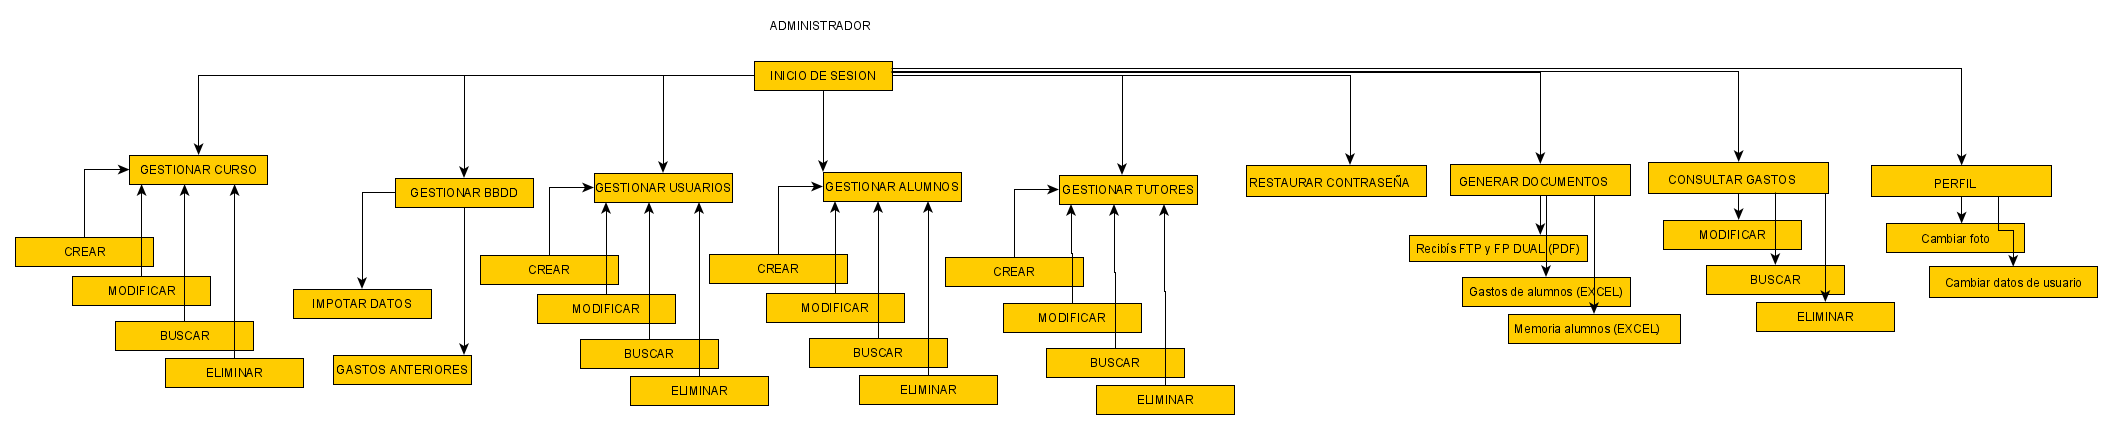 ADMINISTRADOR
INICIO DE SESION
GESTIONAR CURSO
CREAR
MODIFICAR
BUSCAR
ELIMINAR
GESTIONAR BBDD
IMPOTAR DATOS
GASTOS ANTERIORES
GESTIONAR USUARIOS
CREAR
MODIFICAR
BUSCAR
ELIMINAR
GESTIONAR ALUMNOS
CREAR
MODIFICAR
BUSCAR
ELIMINAR
GESTIONAR TUTORES
CREAR
MODIFICAR
BUSCAR
ELIMINAR
RESTAURAR CONTRASEÑA
GENERAR DOCUMENTOS
Recibís FTP y FP DUAL (PDF)
Gastos de alumnos (EXCEL)
Memoria alumnos (EXCEL)
CONSULTAR GASTOS
MODIFICAR
BUSCAR
ELIMINAR
PERFIL
Cambiar foto
Cambiar datos de usuario